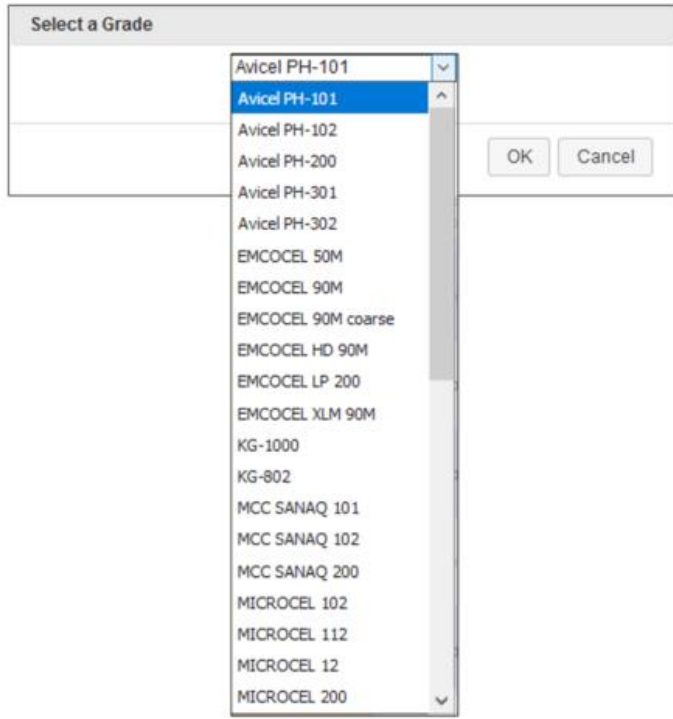 Select a Grade
Avicel PH-101
Avicel PH-101
Avicel PH-102
OK Cancel
Avicel PH-200
Avicel PH-301
Avicel PH-302
EMCOCEL 50M
EMCOCEL 90M
EMCOCEL 90M coarse
EMCOCEL HD 90M
EMCOCEL LP 200
EMCOCEL XLM 90M
KG-1000
KG-802
MCC SANAQ 101
MCC SANAQ 102
MCC SANAQ 200
MICROCEL 102
MICROCEL 112
MICROCEL 12
MICROCEL 200